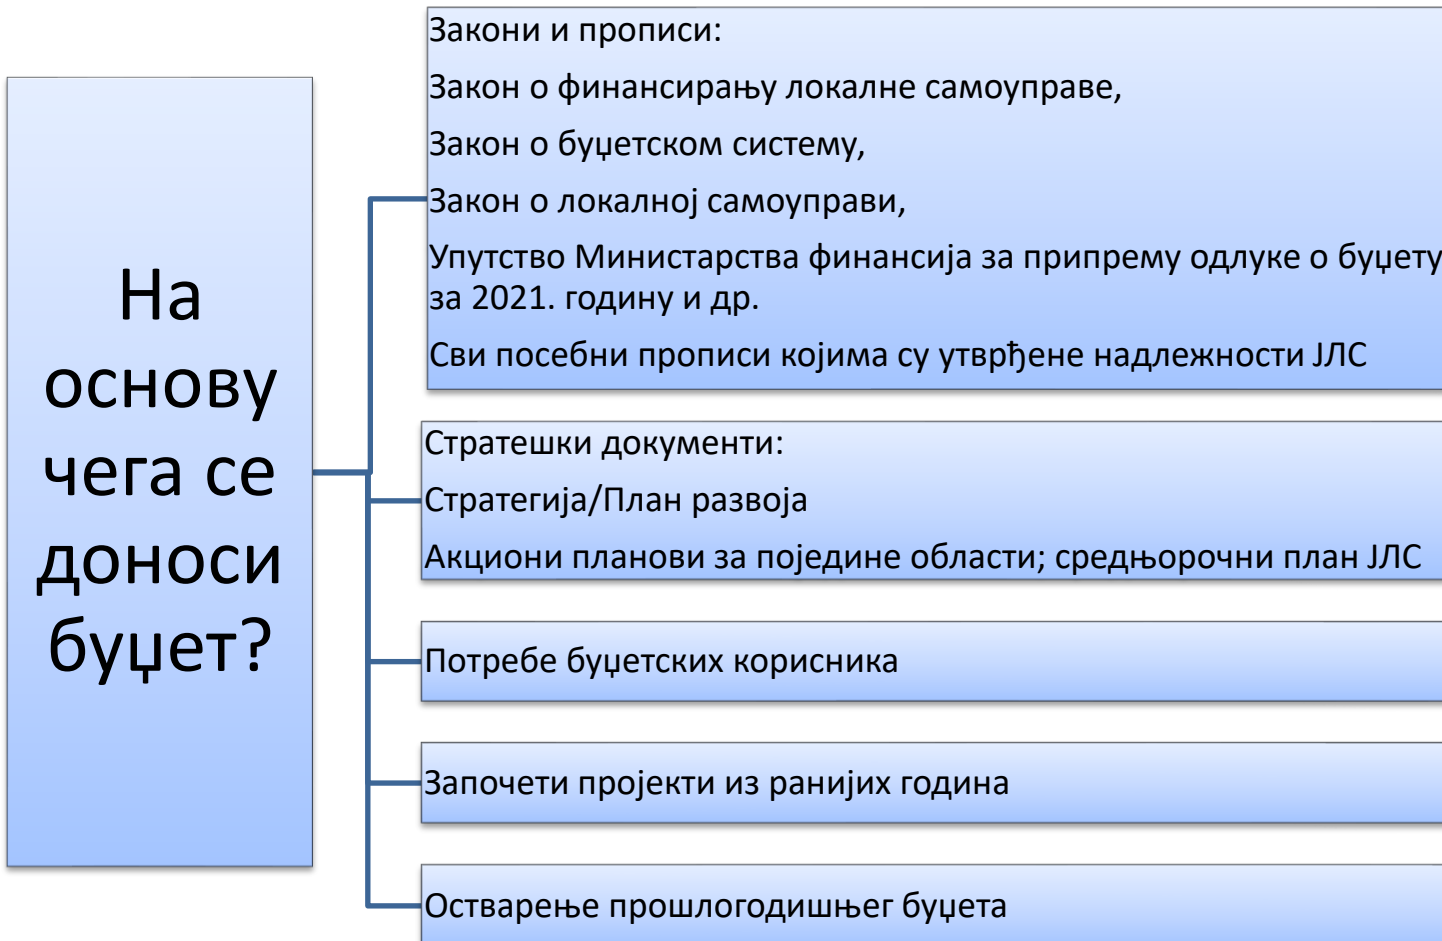 На
основу
чега се
доноси
буџет?
Закони и прописи:
Закон о финансирању локалне самоуправе,
Закон о буџетском систему,
Закон о локалној самоуправи,
Упутство Министарства финансија за припрему одлуке о буџету
за 2021. годину и др.
Сви посебни прописи којима су утврђене надлежности ЈЛС
Стратешки документи:
Стратегија/План развоја
Акциони планови за поједине области; средњорочни план ЈЛС
Потребе буџетских корисника
Започети пројекти из ранијих година
Остварење прошлогодишњег буџета